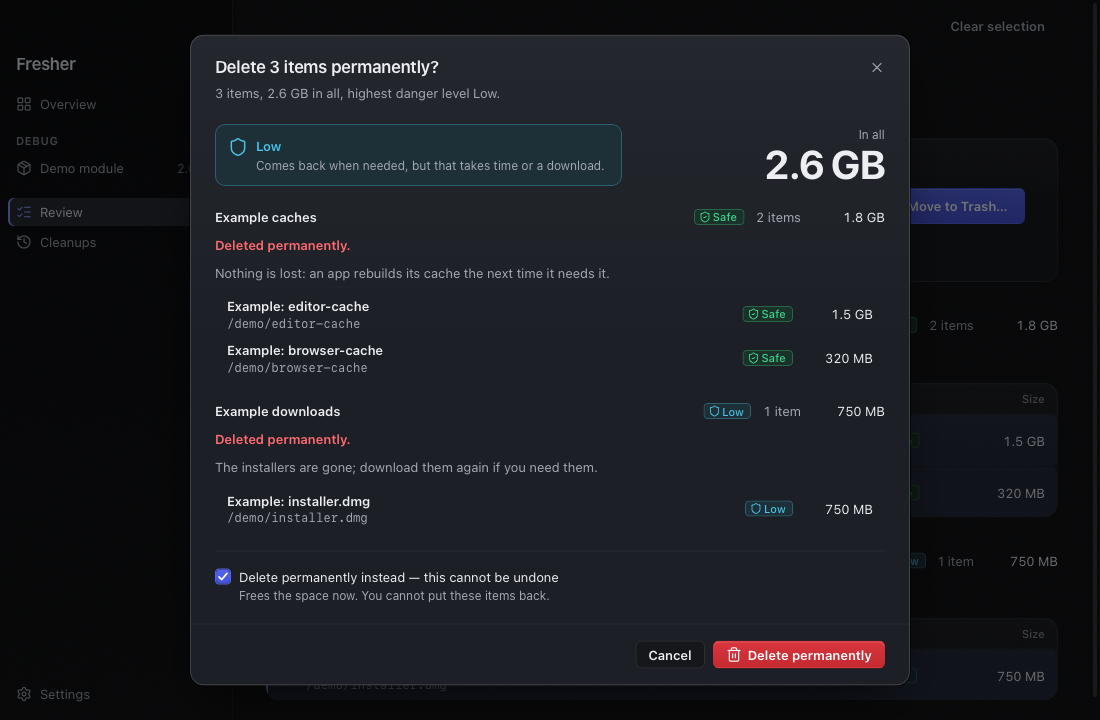 Clear selection
Fresher
Overview
DEBUG
Demo module 2.
Review
Cleanups
Settings
Delete 3 items permanently?
3 items, 2.6 GB in all, highest danger level Low.
Low
Comes back when needed, but that takes time or a download.
In all
2.6 GB
Example caches Safe 2 items 1.8 GB
Deleted permanently.
Nothing is lost: an app rebuilds its cache the next time it needs it.
Example: editor-cache
/demo/editor-cache
Safe 1.5 GB
Example: browser-cache
/demo/browser-cache
Safe 320 MB
Example downloads Low 1 item 750 MB
Deleted permanently.
The installers are gone; download them again if you need them.
Example: installer.dmg
/demo/installer.dmg
Low 750 MB
Delete permanently instead — this cannot be undone
Frees the space now. You cannot put these items back.
Cancel Delete permanently
Move to Trash...
2 items 1.8 GB
Size
1.5 GB
320 MB
1 item 750 MB
Size
750 MB
/demo/installer.dmg